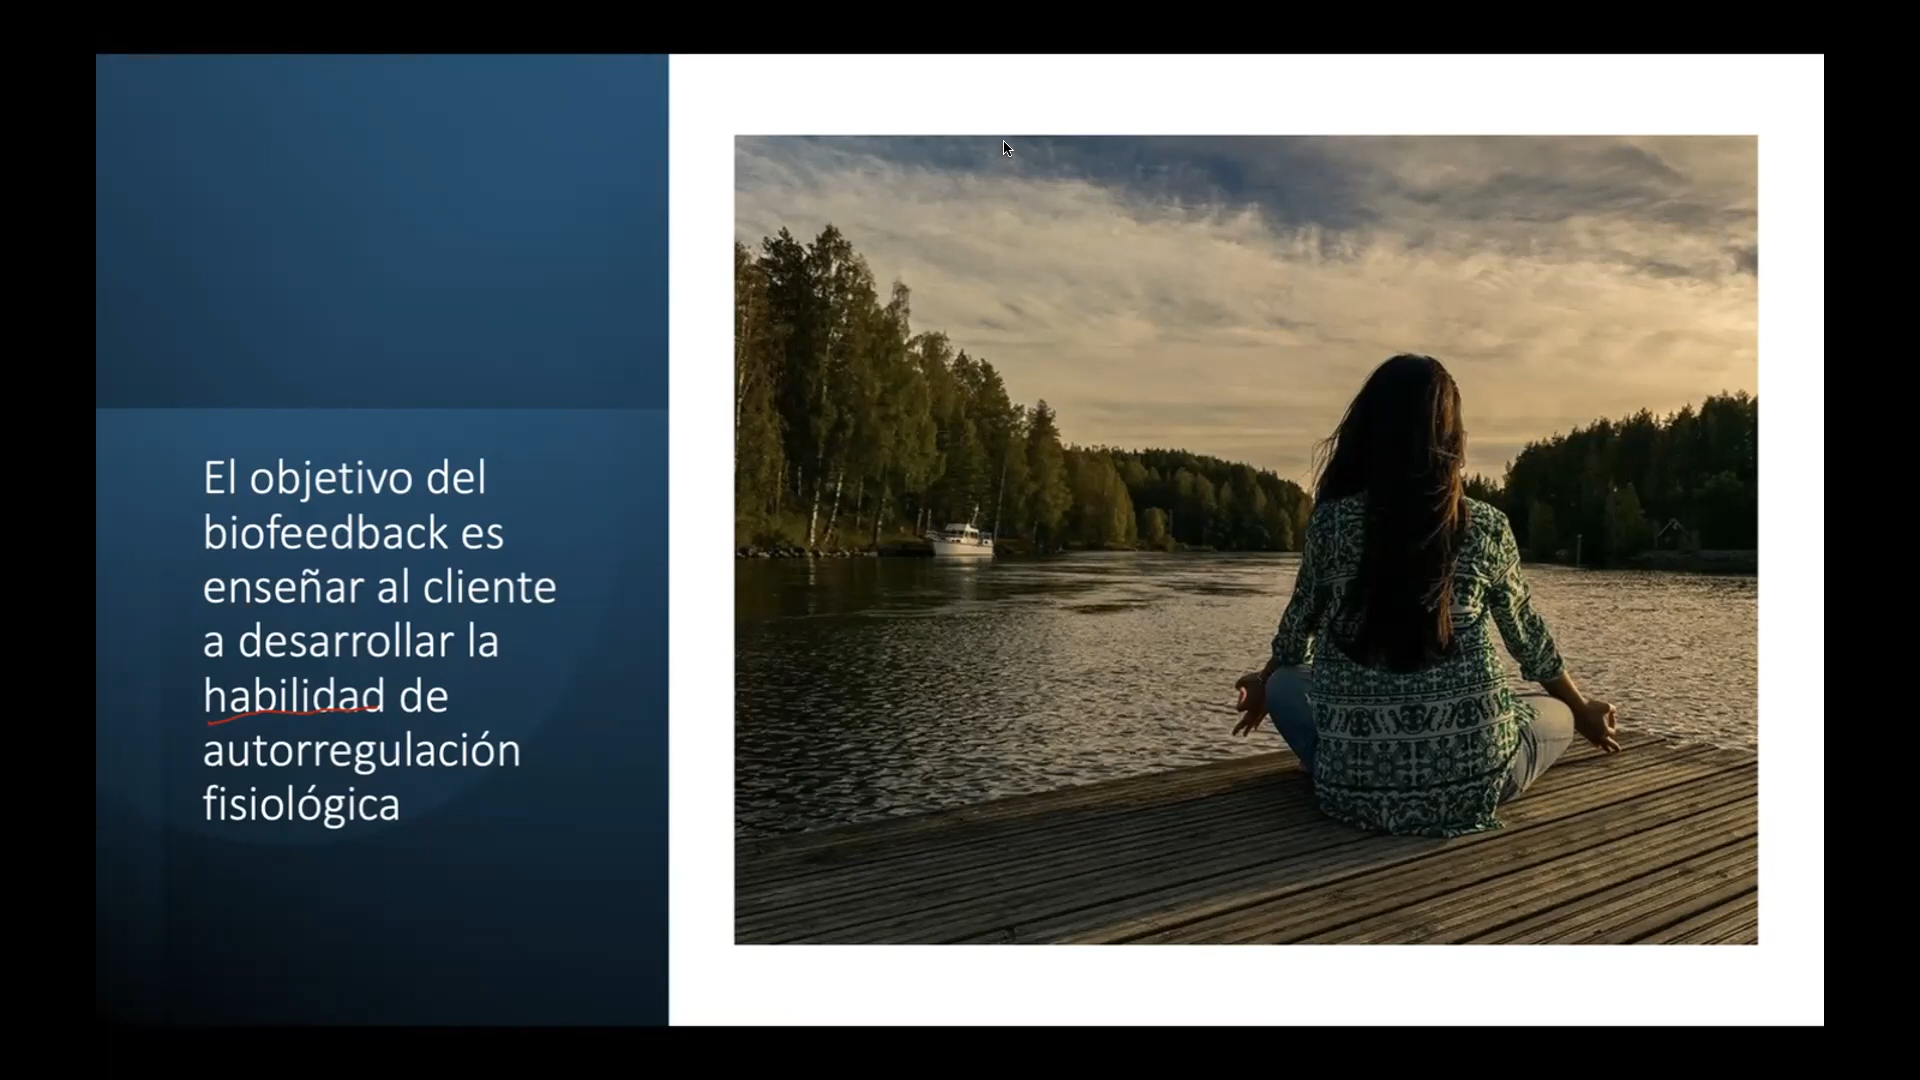 El objetivo del
biofeedback es
enseñar al cliente
a desarrollar la
habilidad de
autorregulación
fisiológica